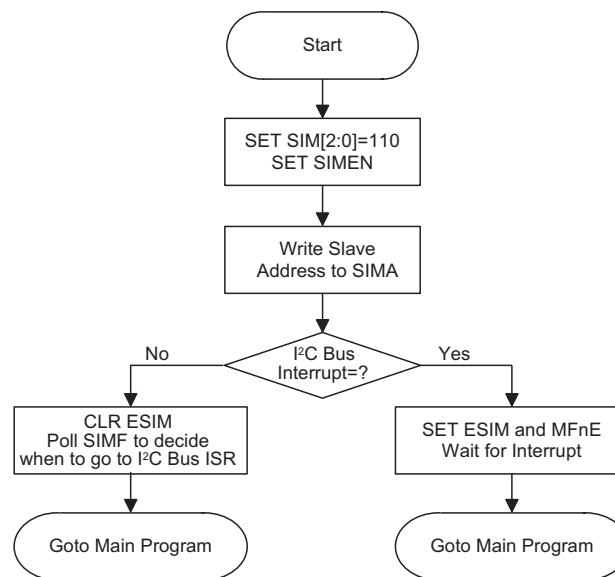 Start
SET SIM[2:0]=110
SET SIMEN
Write Slave
Address to SIMA
I²C Bus
Interrupt=?
No
Yes
CLR ESIM
Poll SIMF to decide
when to go to I²C Bus ISR
SET ESIM and MFnE
Wait for Interrupt
Goto Main Program
Goto Main Program